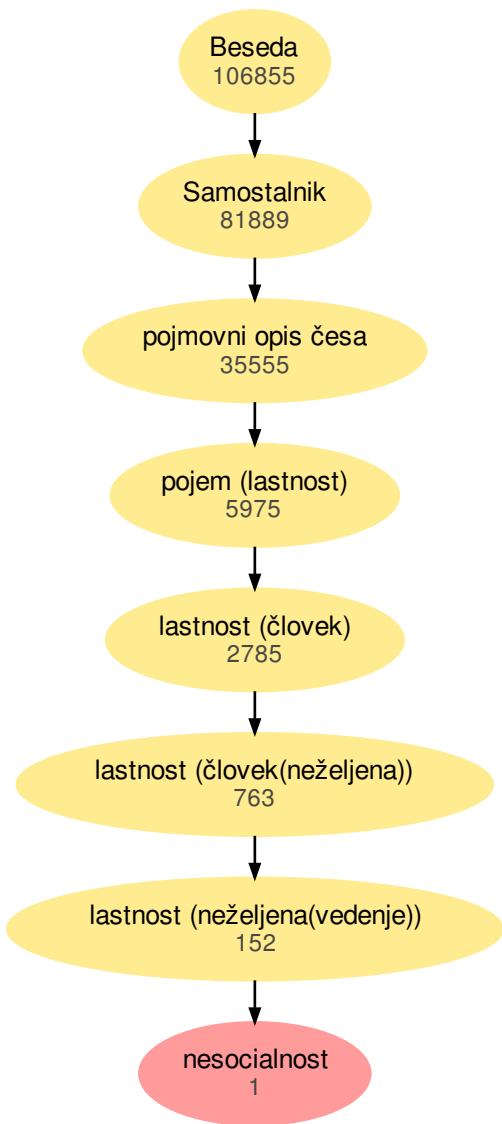 Beseda
106855
Samostalnik
81889
pojmovni opis česa
35555
pojem (lastnost)
5975
lastnost (človek)
2785
lastnost (človek(neželjena))
763
lastnost (neželjena(vedenje))
152
nesocialnost
1